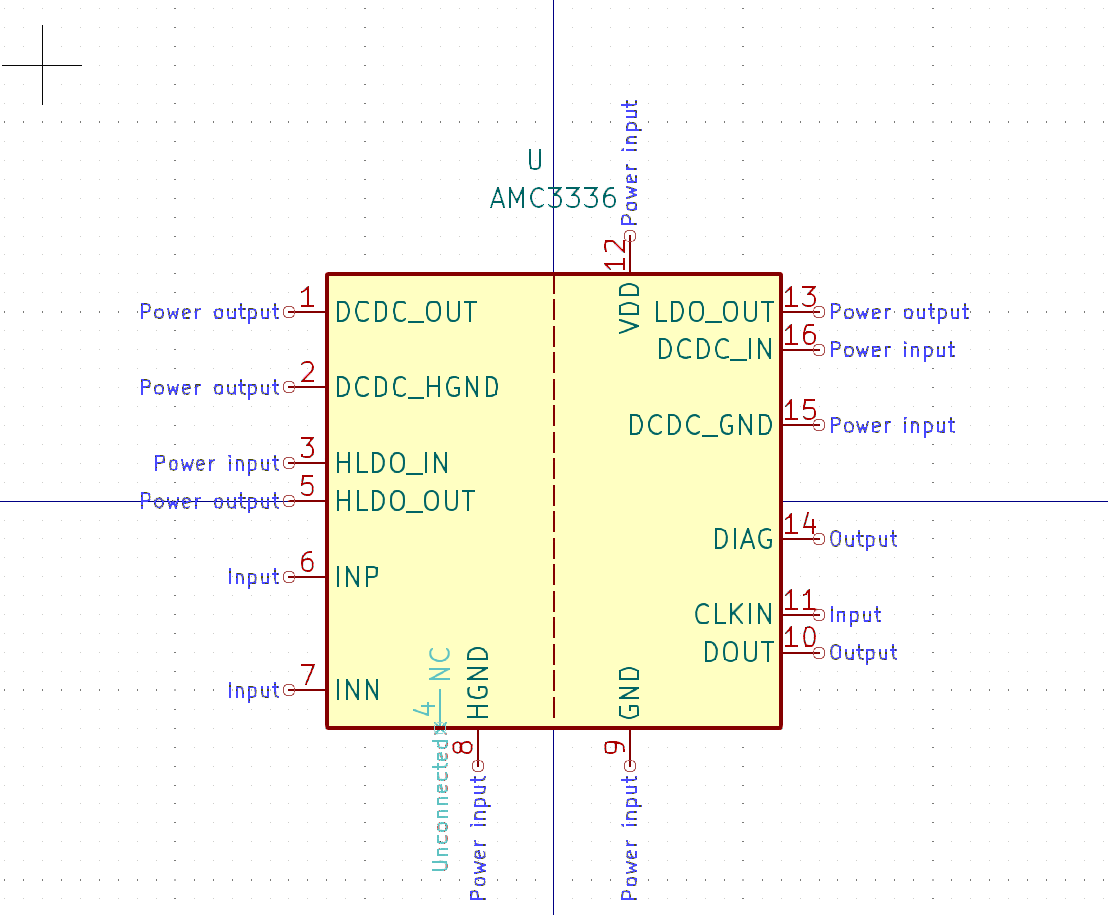 U
AMC3336
Power input
12
VDD
Power output 1 DCDC_OUT
LDO_OUT 13 Power output
DCDC_IN 16 Power input
Power output 2 DCDC_HGND
DCDC_GND 15 Power input
Power input 3 HLDO_IN
Power output 5 HLDO_OUT
DIAG 14 Output
Input 6 INP
CLKIN 11 Input
DOUT 10 Output
Input 7 INN
NC
4
Unconnected
HGND
8
Power input
GND
9
Power input